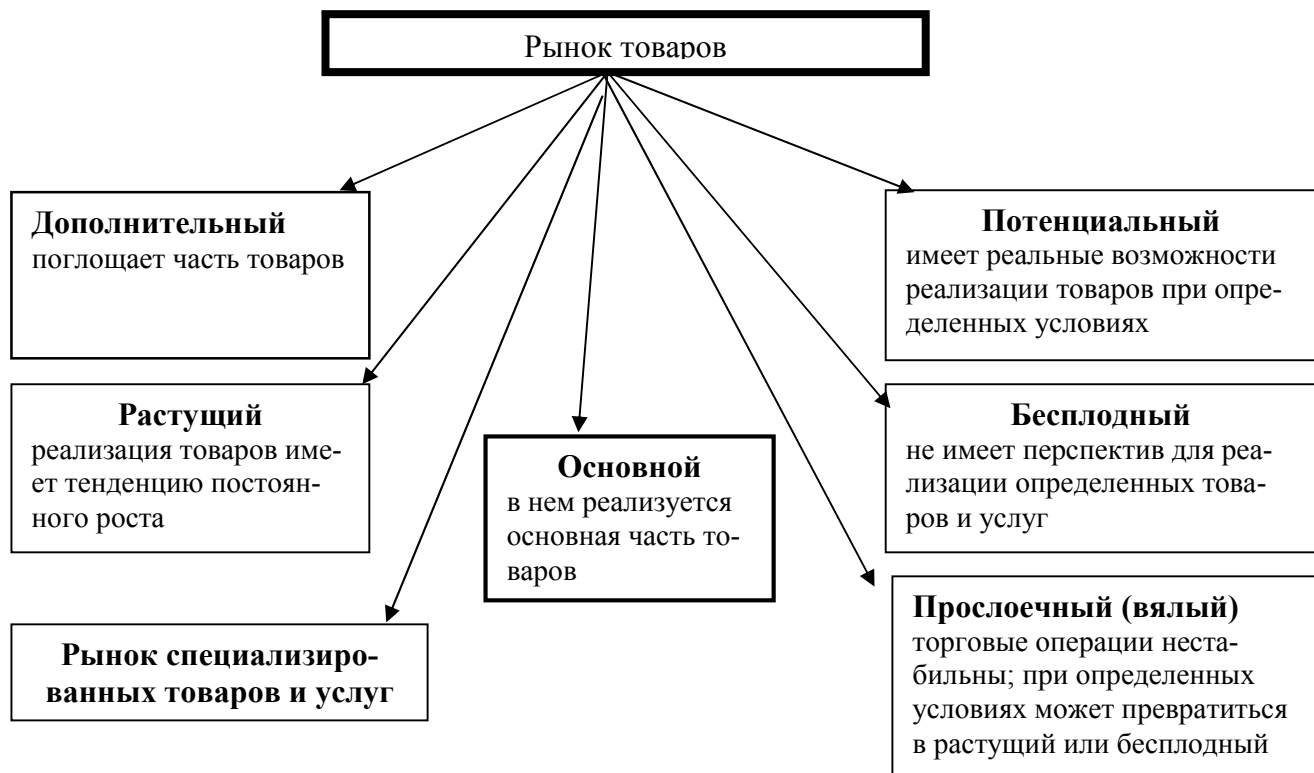 Рынок товаров
Дополнительный
поглощает часть товаров
Потенциальный
имеет реальные возможности
реализации товаров при опре-
деленных условиях
Растущий
реализация товаров име-
ет тенденцию постоян-
ного роста
Основной
в нем реализуется
основная часть то-
варов
Бесплодный
не имеет перспектив для реа-
лизации определенных това-
ров и услуг
Рынок специализиро-
ванных товаров и услуг
Прослоечный (вялый)
торговые операции неста-
бильны; при определенных
условиях может превратиться
в растущий или бесплодный